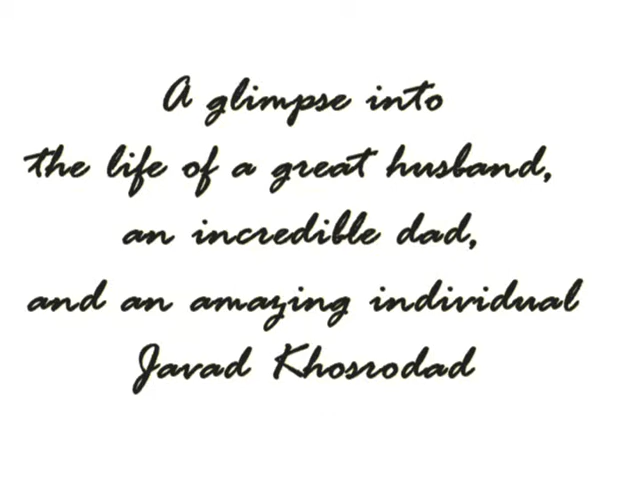 A glimpse into
the life of a great husband,
an incredible dad,
and an amazing individual
Javad Khosrodad